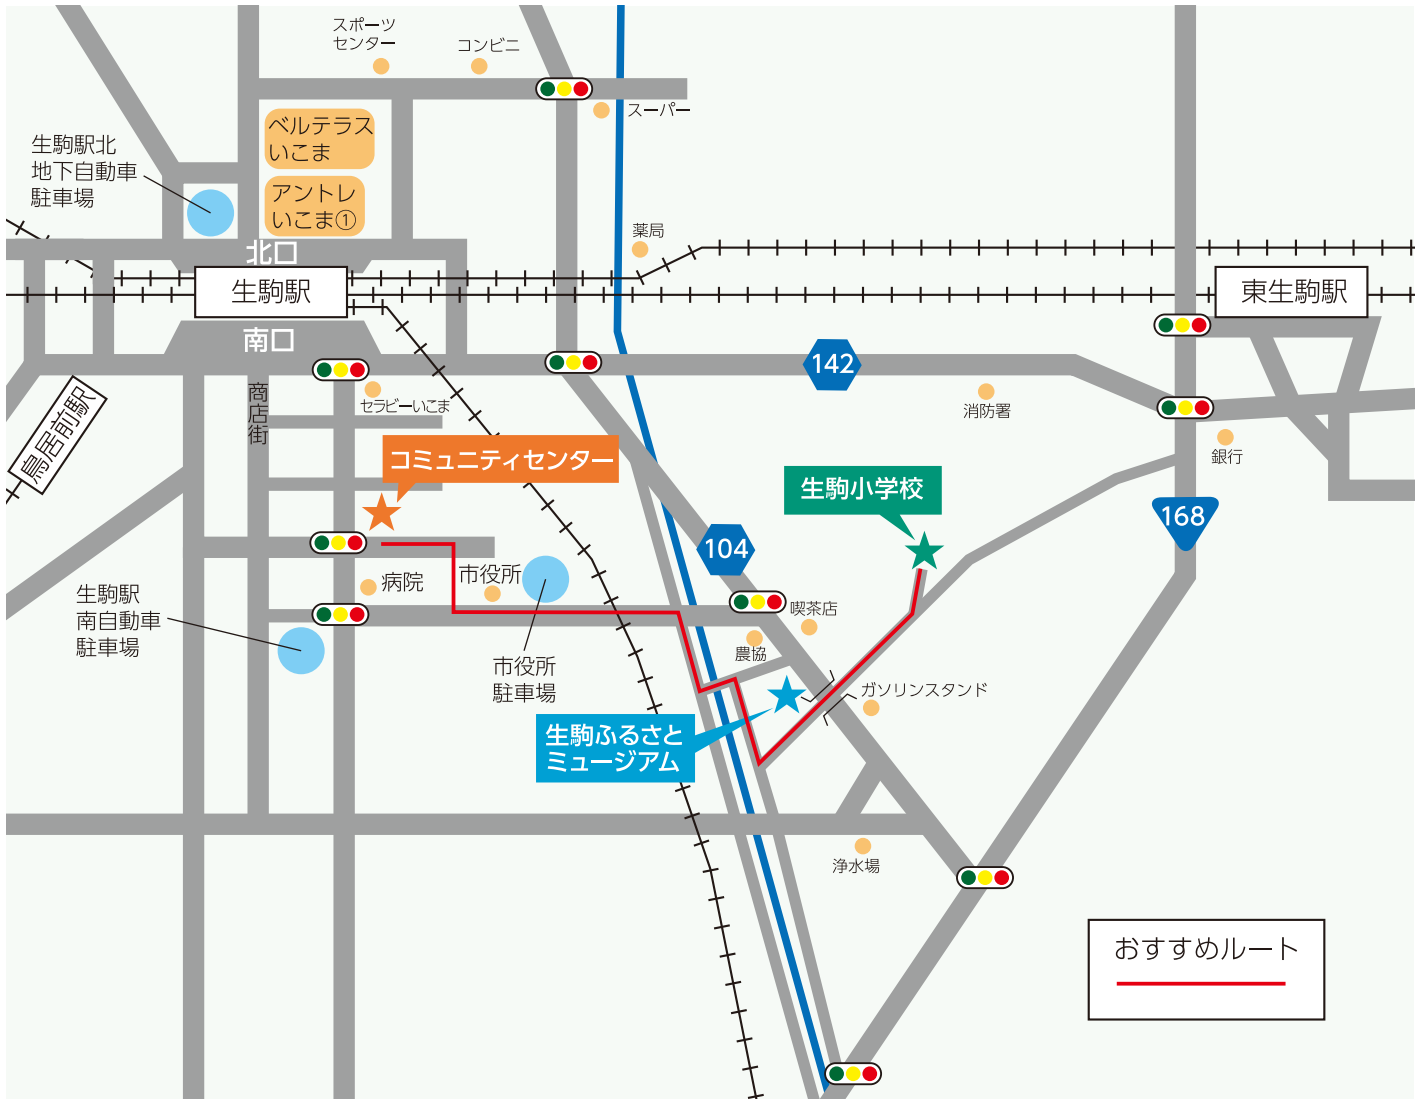 スポーツ
センター
コンビニ
スーパー
ベルテラス
いこま
アントレ
いこま①
生駒駅北
地下自動車
駐車場
薬局
北口
生駒駅
東生駒駅
南口
142
商店街
セラビーいこま
消防署
鳥居前駅
コミュニティセンター
銀行
生駒小学校
168
104
病院
市役所
生駒駅
南自動車
駐車場
喫茶店
農協
市役所
駐車場
ガソリンスタンド
生駒ふるさと
ミュージアム
浄水場
おすすめルート